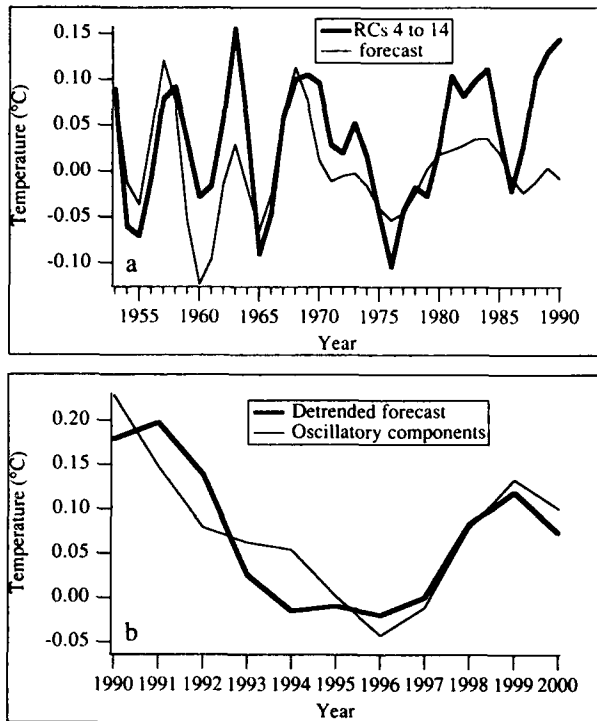 RCs 4 to 14
forecast
0.15
0.10
0.05
0.00
-0.05
-0.10
Temperature (°C)
a
1955 1960 1965 1970 1975 1980 1985 1990
Year
Detrended forecast
Oscillatory components
0.20
0.15
0.10
0.05
0.00
-0.05
Temperature (°C)
b
1990 1991 1992 1993 1994 1995 1996 1997 1998 1999 2000
Year